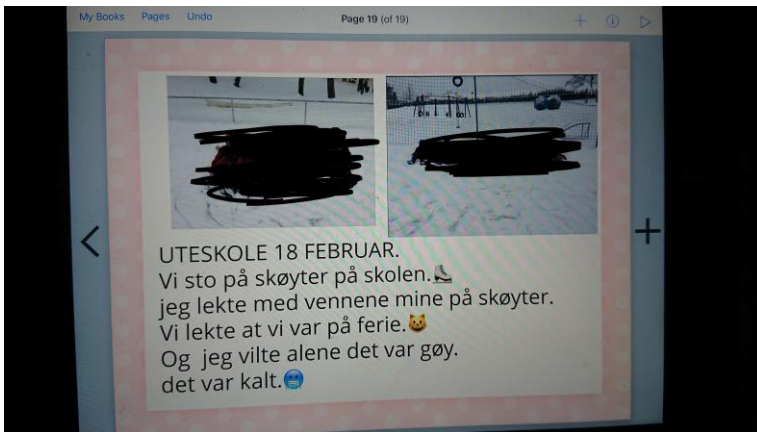 My Books Pages Undo Page 19 (of 19)
UTESKOLE 18 FEBRUAR.
Vi sto på skøyter på skolen.⛸️
jeg lekte med vennene mine på skøyter.
Vi lekte at vi var på ferie.😺
Og jeg vilte alene det var gøy.
det var kalt.🥶